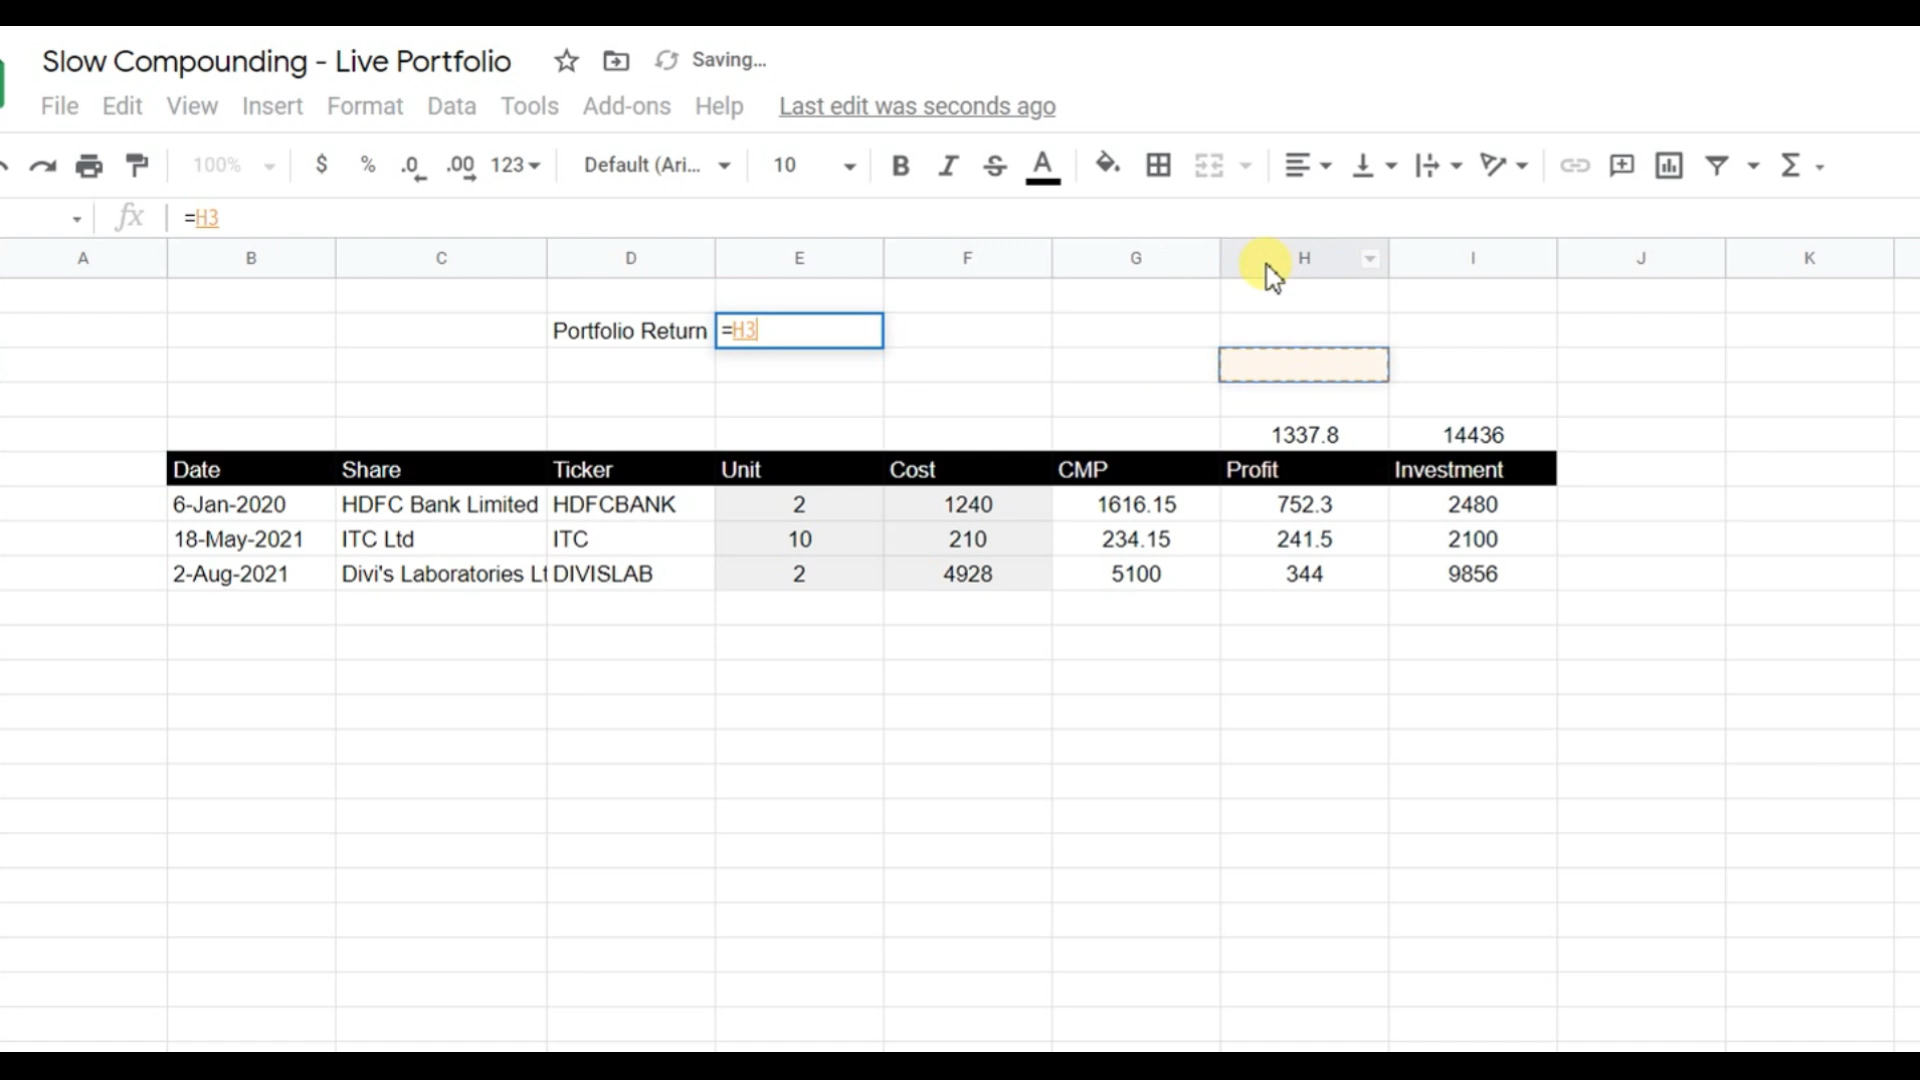 Slow Compounding - Live Portfolio Saving...
File Edit View Insert Format Data Tools Add-ons Help Last edit was seconds ago
100% $ % .0 .00 123 Default (Ari... 10 B I S A Σ
fx =H3
A B C D E F G H I J K
Portfolio Return =H3
1337.8 14436
Date Share Ticker Unit Cost CMP Profit Investment
6-Jan-2020 HDFC Bank Limited HDFCBANK 2 1240 1616.15 752.3 2480
18-May-2021 ITC Ltd ITC 10 210 234.15 241.5 2100
2-Aug-2021 Divi's Laboratories Lt DIVISLAB 2 4928 5100 344 9856